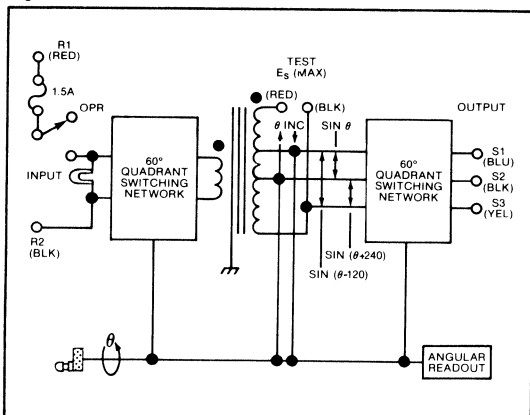 R1
(RED)
1.5A
OPR
INPUT
R2
(BLK)
60°
QUADRANT
SWITCHING
NETWORK
TEST
ES (MAX)
(RED)
(BLK)
θ INC
SIN θ
SIN (θ+240)
SIN (θ-120)
60°
QUADRANT
SWITCHING
NETWORK
OUTPUT
S1
(BLU)
S2
(BLK)
S3
(YEL)
θ
ANGULAR
READOUT